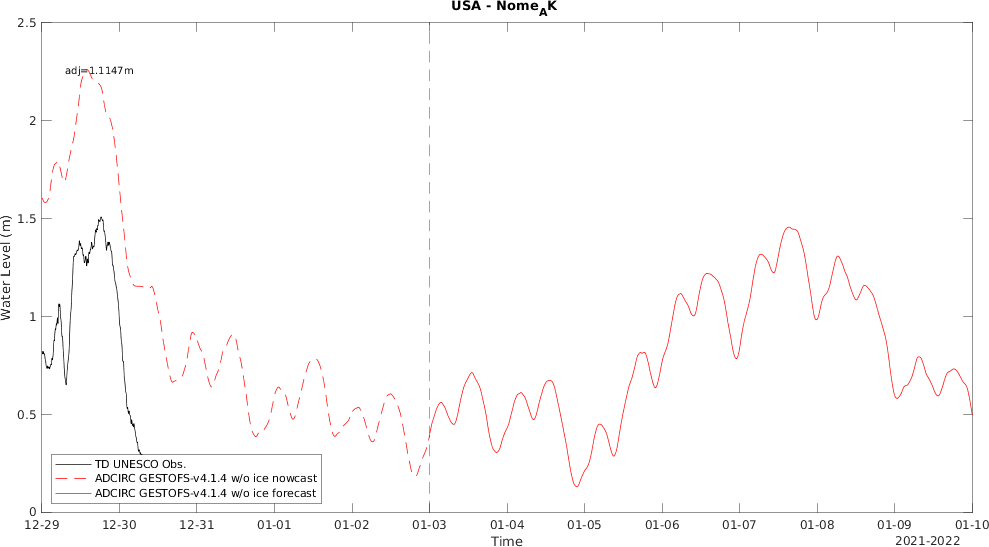 USA - Nome_AK
2.5
adj=1.1147m
2
1.5
Water Level (m)
1
0.5
TD UNESCO Obs.
ADCIRC GESTOFS-v4.1.4 w/o ice nowcast
ADCIRC GESTOFS-v4.1.4 w/o ice forecast
0
12-29 12-30 12-31 01-01 01-02 01-03 01-04 01-05 01-06 01-07 01-08 01-09 01-10
Time
2021-2022